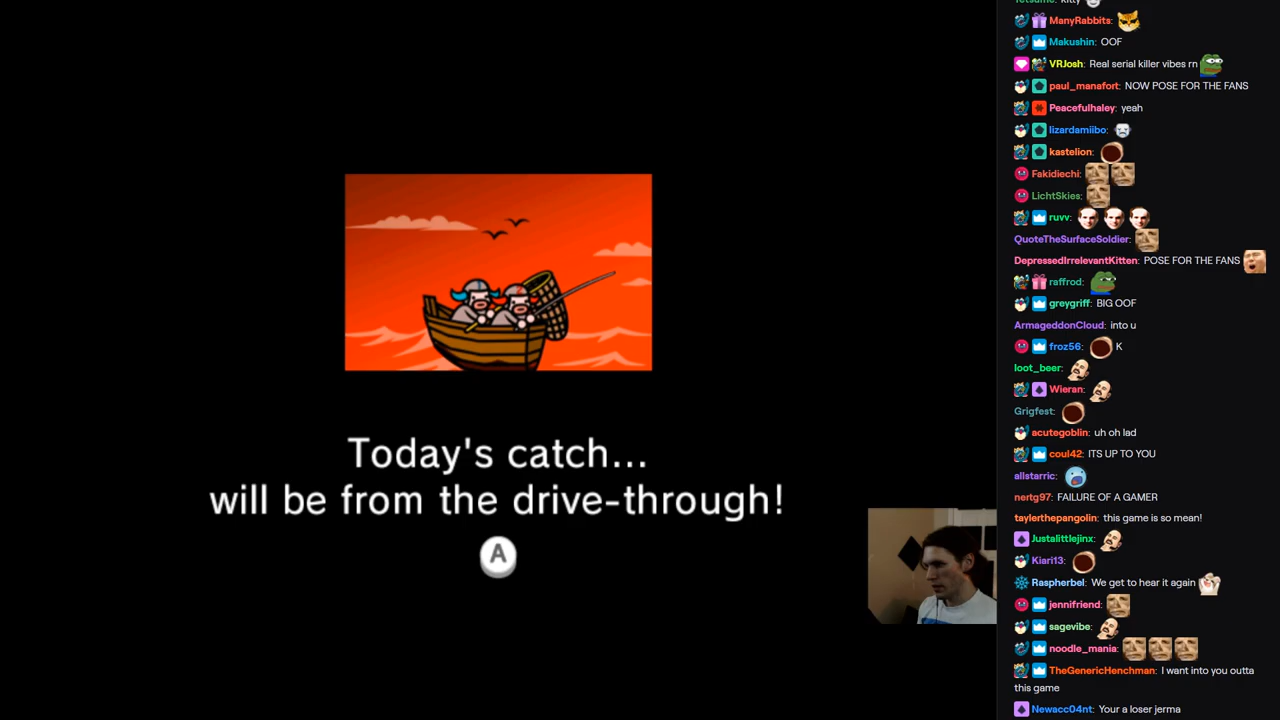 Today's catch...
will be from the drive-through!
A
ManyRabbits:
Makushin: OOF
VRJosh: Real serial killer vibes rn
paul_manafort: NOW POSE FOR THE FANS
Peacefulhaley: yeah
lizardamiibo:
kastelion:
Fakidiechi:
LichtSkies:
ruvv:
QuoteTheSurfaceSoldier:
DepressedIrrelevantKitten: POSE FOR THE FANS
raffrod:
greygriff: BIG OOF
ArmageddonCloud: into u
froz56: K
loot_beer:
Wieran:
Grigfest:
acutegoblin: uh oh lad
coul42: ITS UP TO YOU
allstarric:
nertg97: FAILURE OF A GAMER
taylerthepangolin: this game is so mean!
Justalittlejinx:
Kiari13:
Raspherbel: We get to hear it again
jennifriend:
sagevibe:
noodle_mania:
TheGenericHenchman: I want into you outta
this game
Newacc04nt: Your a loser jerma